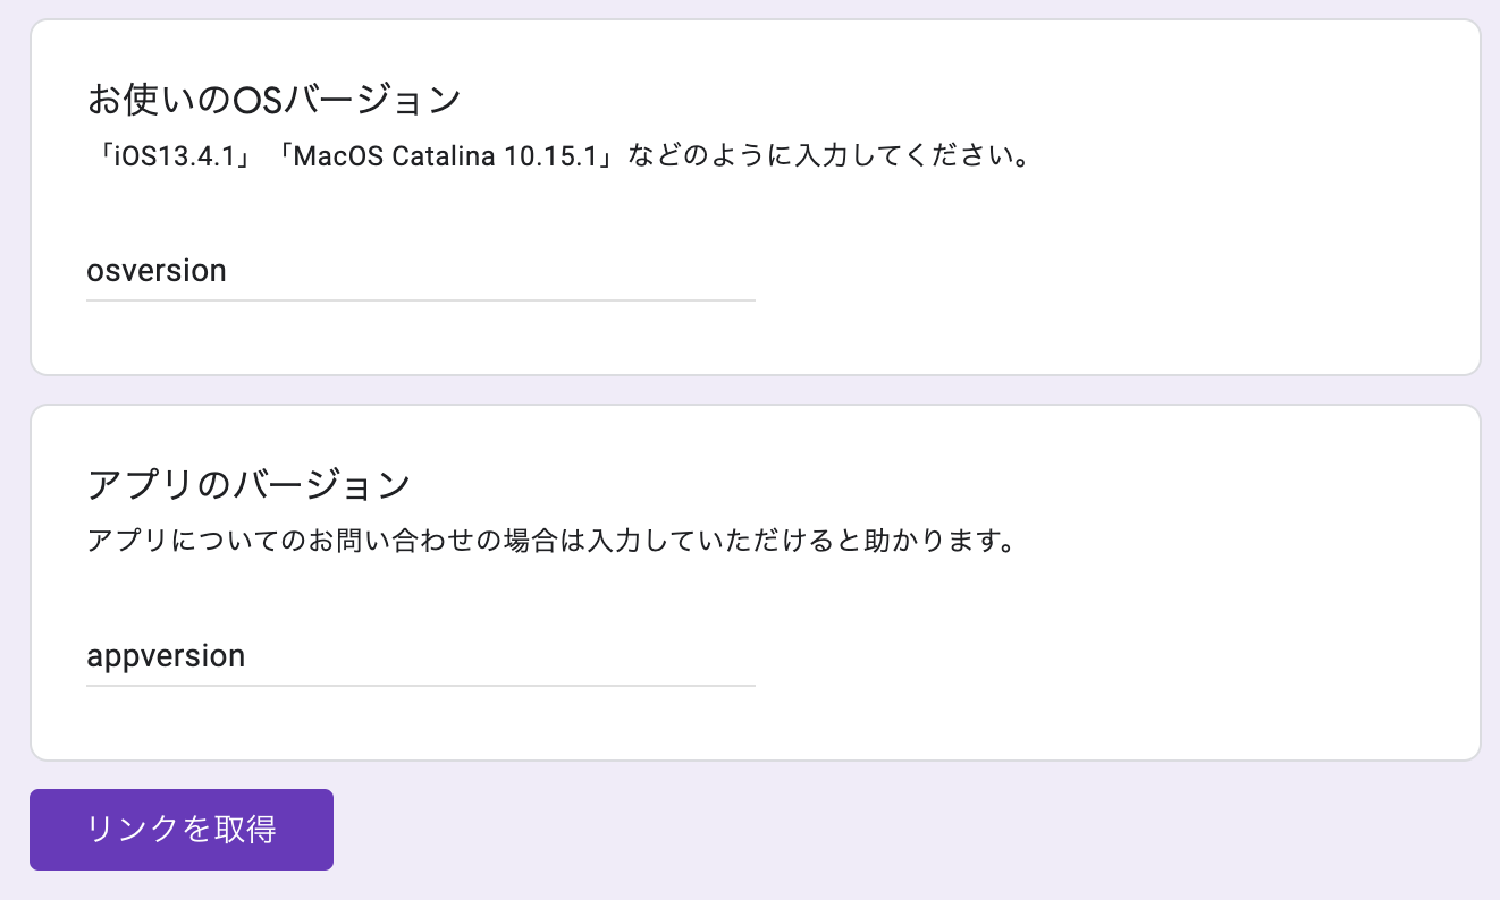 お使いのOSバージョン
「iOS13.4.1」「MacOS Catalina 10.15.1」などのように入力してください。
osversion
アプリのバージョン
アプリについてのお問い合わせの場合は入力していただけると助かります。
appversion
リンクを取得